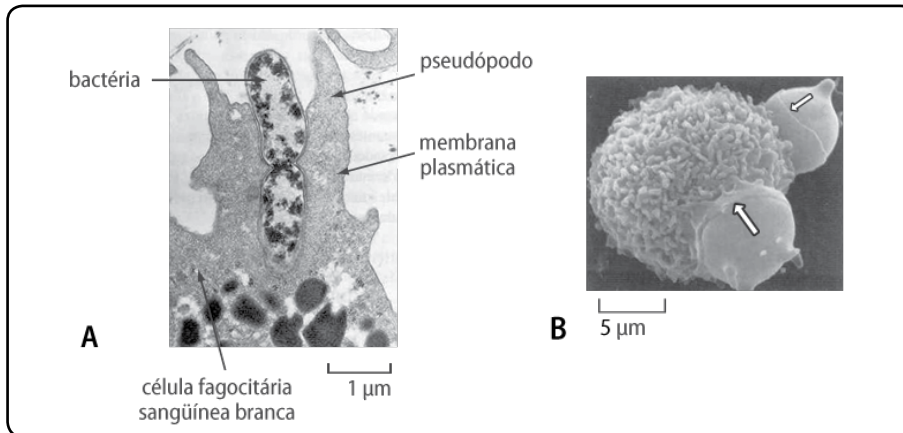 bactéria
pseudópodo
membrana
plasmática
A
1 µm
célula fagocitária
sangüínea branca
B
5 µm